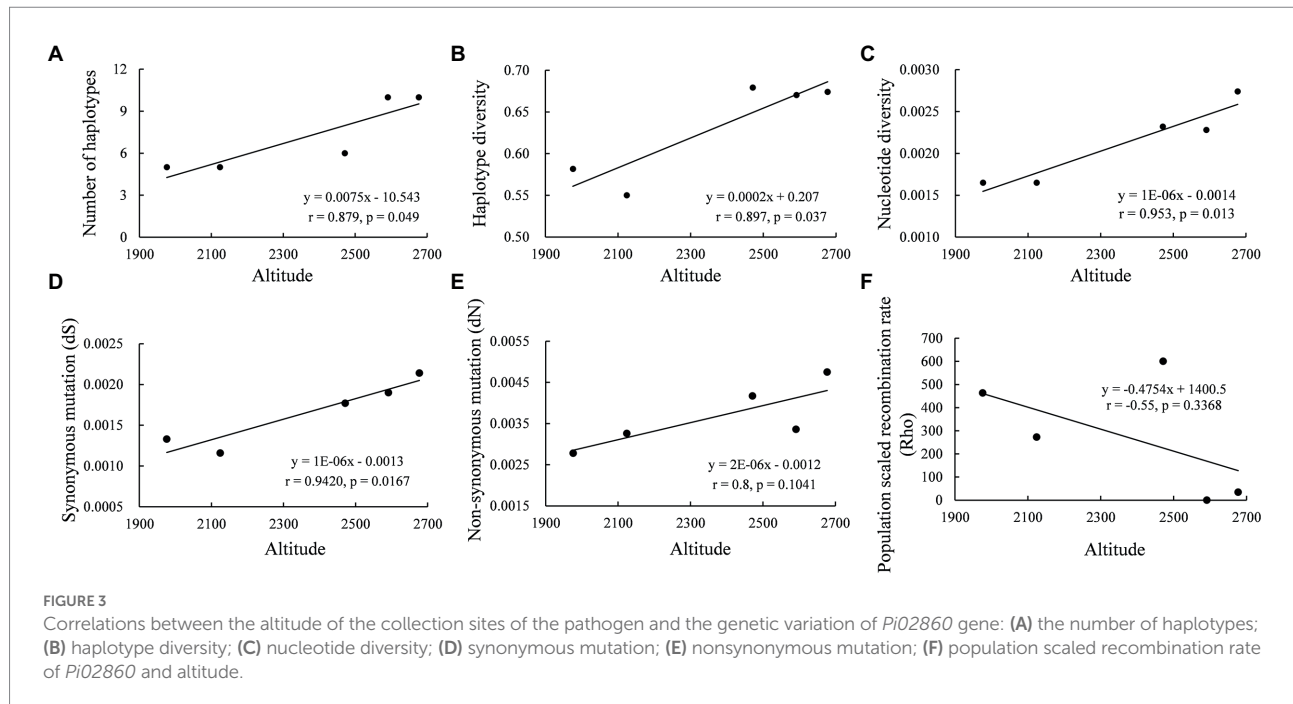 A
Number of haplotypes
12
9
6
3
0
y = 0.0075x - 10.543
r = 0.879, p = 0.049
1900 2100 2300 2500 2700
Altitude
B
Haplotype diversity
0.70
0.65
0.60
0.55
0.50
y = 0.0002x + 0.207
r = 0.897, p = 0.037
1900 2100 2300 2500 2700
Altitude
C
Nucleotide diversity
0.0030
0.0025
0.0020
0.0015
0.0010
y = 1E-06x - 0.0014
r = 0.953, p = 0.013
1900 2100 2300 2500 2700
Altitude
D
Synonymous mutation (dS)
0.0025
0.0020
0.0015
0.0010
0.0005
y = 1E-06x - 0.0013
r = 0.9420, p = 0.0167
1900 2100 2300 2500 2700
Altitude
E
Non-synonymous mutation (dN)
0.0055
0.0045
0.0035
0.0025
0.0015
y = 2E-06x - 0.0012
r = 0.8, p = 0.1041
1900 2100 2300 2500 2700
Altitude
F
Population scaled recombination rate
(Rho)
700
600
500
400
300
200
100
0
y = -0.4754x + 1400.5
r = -0.55, p = 0.3368
1900 2100 2300 2500 2700
Altitude
FIGURE 3
Correlations between the altitude of the collection sites of the pathogen and the genetic variation of Pi02860 gene: (A) the number of haplotypes;
(B) haplotype diversity; (C) nucleotide diversity; (D) synonymous mutation; (E) nonsynonymous mutation; (F) population scaled recombination rate
of Pi02860 and altitude.